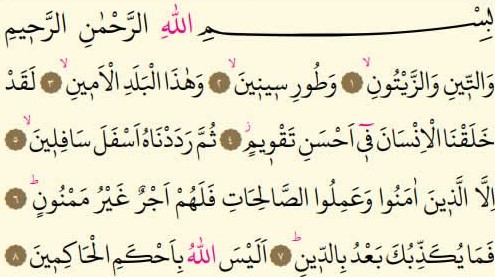 بِسْمِ اللّٰهِ الرَّحْمٰنِ الرَّحٖيمِ
وَالتّٖينِ وَالزَّيْتُونِۙ ١ وَطُورِ سٖينٖينَۙ ٢ وَهٰذَا الْبَلَدِ الْاَمٖينِۙ ٣ لَقَدْ
خَلَقْنَا الْاِنْسَانَ فٖٓي اَحْسَنِ تَقْوٖيمٍۘ ٤ ثُمَّ رَدَدْنَاهُ اَسْفَلَ سَافِلٖينَۙ ٥
اِلَّا الَّذٖينَ اٰمَنُوا وَعَمِلُوا الصَّالِحَاتِ فَلَهُمْ اَجْرٌ غَيْرُ مَمْنُونٍۜ ٦
فَمَا يُكَذِّبُكَ بَعْدُ بِالدّٖينِۜ ٧ اَلَيْسَ اللّٰهُ بِاَحْكَمِ الْحَاكِمٖينَ ٨